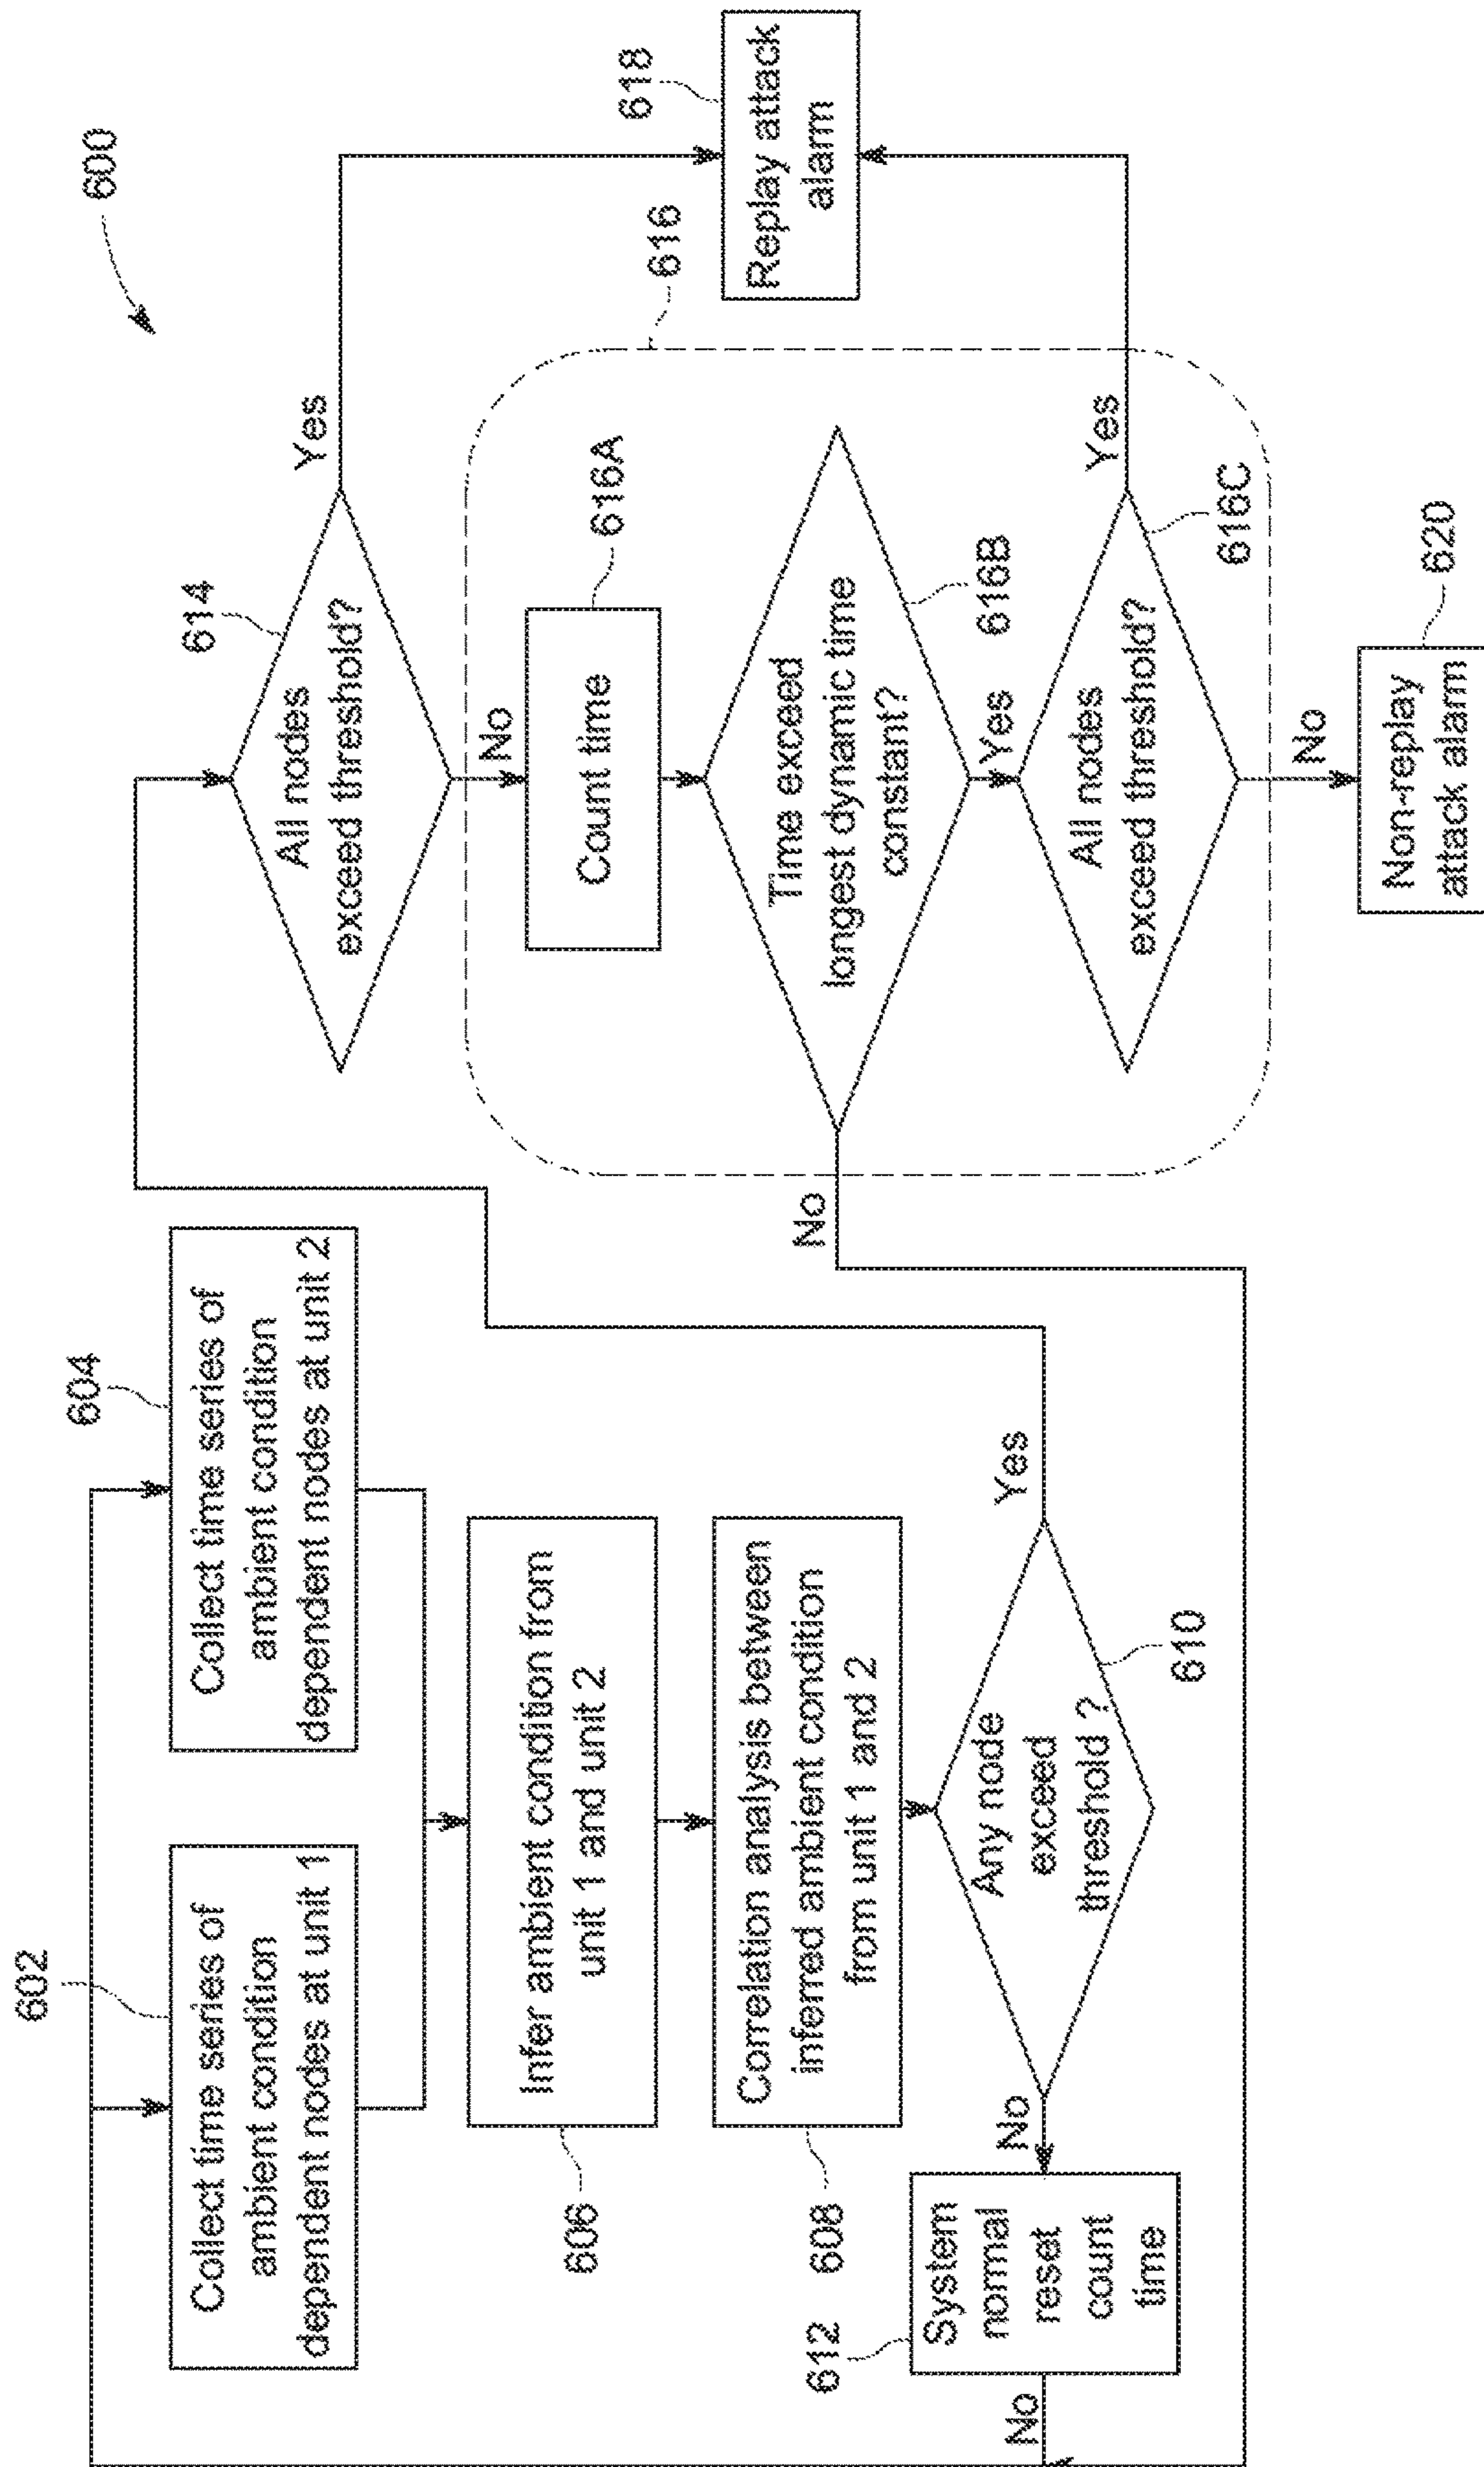 600
602
Collect time series of
ambient condition
dependent nodes at unit 1
604
Collect time series of
ambient condition
dependent nodes at unit 2
606
Infer ambient condition from
unit 1 and unit 2
608
Correlation analysis between
inferred ambient condition
from unit 1 and 2
610
Any node
exceed
threshold ?
No
Yes
612
System
normal
reset
count
time
No
614
All nodes
exceed threshold?
Yes
No
616
616A
Count time
616B
Time exceed
longest dynamic time
constant?
No
Yes
616C
All nodes
exceed threshold?
Yes
No
618
Replay attack
alarm
620
Non-replay
attack alarm